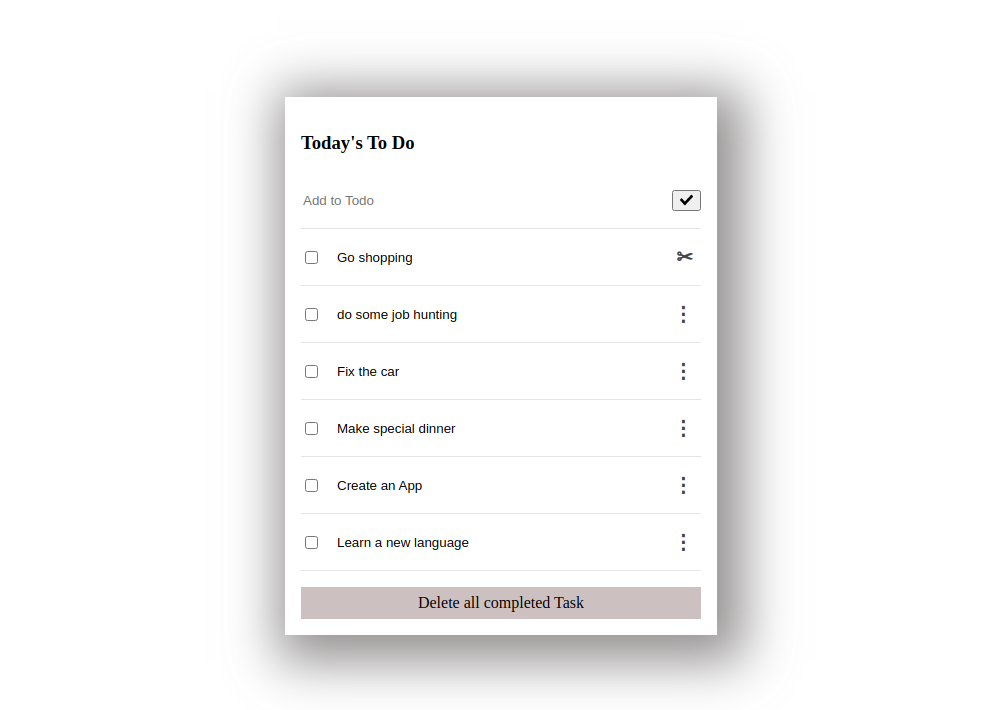 Today's To Do
Add to Todo
Go shopping
do some job hunting
Fix the car
Make special dinner
Create an App
Learn a new language
Delete all completed Task